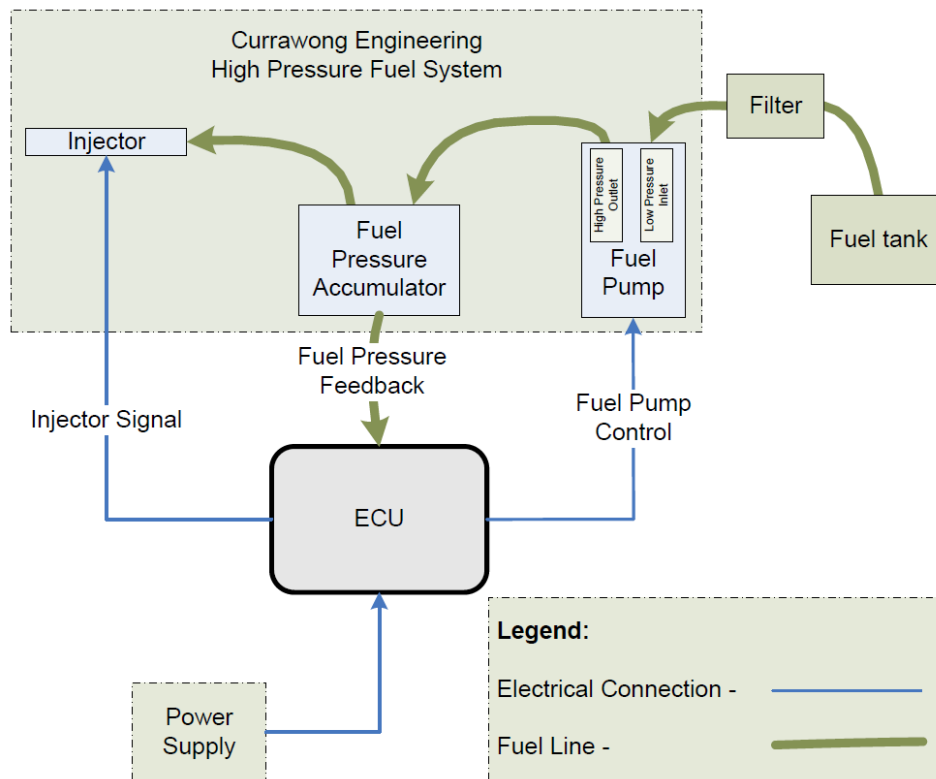 Currawong Engineering
High Pressure Fuel System
Filter
Injector
High Pressure
Outlet
Low Pressure
Inlet
Fuel
Pump
Fuel tank
Fuel
Pressure
Accumulator
Fuel Pressure
Feedback
Injector Signal
Fuel Pump
Control
ECU
Power
Supply
Legend:
Electrical Connection -
Fuel Line -